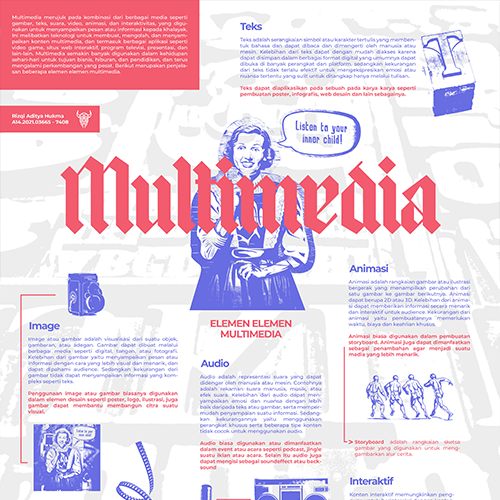 Multimedia merujuk pada kombinasi dari berbagai media seperti
gambar, teks, suara, video, animasi, dan interaktivitas, yang digu-
nakan untuk menyampaikan pesan atau informasi kepada khalayak.
Ini melibatkan teknologi untuk membuat, mengolah, dan menyam-
paikan konten multimedia, dan termasuk berbagai aplikasi seperti
video game, situs web interaktif, program televisi, presentasi, dan
lain-lain. Multimedia semakin banyak digunakan dalam kehidupan
sehari-hari untuk tujuan bisnis, hiburan, dan pendidikan, dan terus
mengalami perkembangan yang pesat. Berikut merupakan penjela-
san beberapa elemen elemen multimedia.
Rizqi Aditya Hukma
A14.2021.03665 - 7408
Teks
Teks adalah serangkaian simbol atau karakter tertulis yang memben-
tuk bahasa dan dapat dibaca dan dimengerti oleh manusia atau
mesin. Kelebihan dari teks dapat dengan mudah diakses karena
dapat disimpan dalam berbagai format digital yang umumnya dapat
dibuka di banyak perangkat dan platform. sedangkan kekurangan
dari teks tidak terlalu efektif untuk mengekspresikan emosi atau
nuansa tertentu yang sulit untuk ditangkap hanya melalui tulisan.
Teks dapat diaplikasikan pada sebuah pada karya karya seperti
pembuatan poster, infografis, web desain dan lain sebagainya.
T
Listen to your
inner child!
Multimedia
ELEMEN ELEMEN
MULTIMEDIA
Image
Image atau gambar adalah visualisasi dari suatu objek,
gambaran, atau adegan. Gambar dapat dibuat melalui
berbagai media seperti digital, tangan, atau fotografi.
Kelebihan dari gambar yaitu menyampaikan pesan atau
informasi dengan cara yang lebih visual dan menarik, dan
dapat dipahami audience. Sedangkan kekurangan dari
gambar tidak dapat menyampaikan informasi yang kom-
pleks seperti teks.
Penggunaan image atau gambar biasanya digunakan
dalam elemen desain seperti poster, logo, ilustrasi, juga
gambar dapat membantu membangun citra suatu
visual.
Audio
Audio adalah representasi suara yang dapat
didengar oleh manusia atau mesin. Contohnya
adalah rekaman suara manusia, musik, atau
efek suara. Kelebihan dari audio dapat men-
yampaikan emosi dan nuansa dengan lebih
baik daripada teks atau gambar, serta memper-
mudah penyampaian suatu informasi. Sedang-
kan kekurangannya yaitu menggunakan
perangkat khusus serta beberapa tipe konten
tidak cocok untuk menggunakan audio.
Audio biasa digunakan atau dimanfaatkan
dalam event atau acara seperti podcast, jingle
suatu iklan atau acara. Selain itu audio juga
dapat mengisi sebagai soundeffect atau back-
sound
Animasi
Animasi adalah rangkaian gambar atau ilustrasi
bergerak yang menampilkan perubahan dari
satu gambar ke gambar berikutnya. Animasi
dapat berupa 2D atau 3D. Kelebihan dari anima-
si dapat memberikan informasi secara menarik
dan interaktif untuk audience. Kekurangan dari
animasi yaitu pembuatannya memerlukan
waktu, biaya dan keahlian khusus.
Animasi biasa digunakan dalam pembuatan
storyboard. Animasi juga dapat dimanfaatkan
sebagai penambahan agar menjadi suatu
media yang lebih menarik.
Storyboard adalah rangkaian sketsa
gambar yang digunakan untuk meng-
gambarkan alur cerita.
Interaktif
Konten interaktif memungkinkan peng-